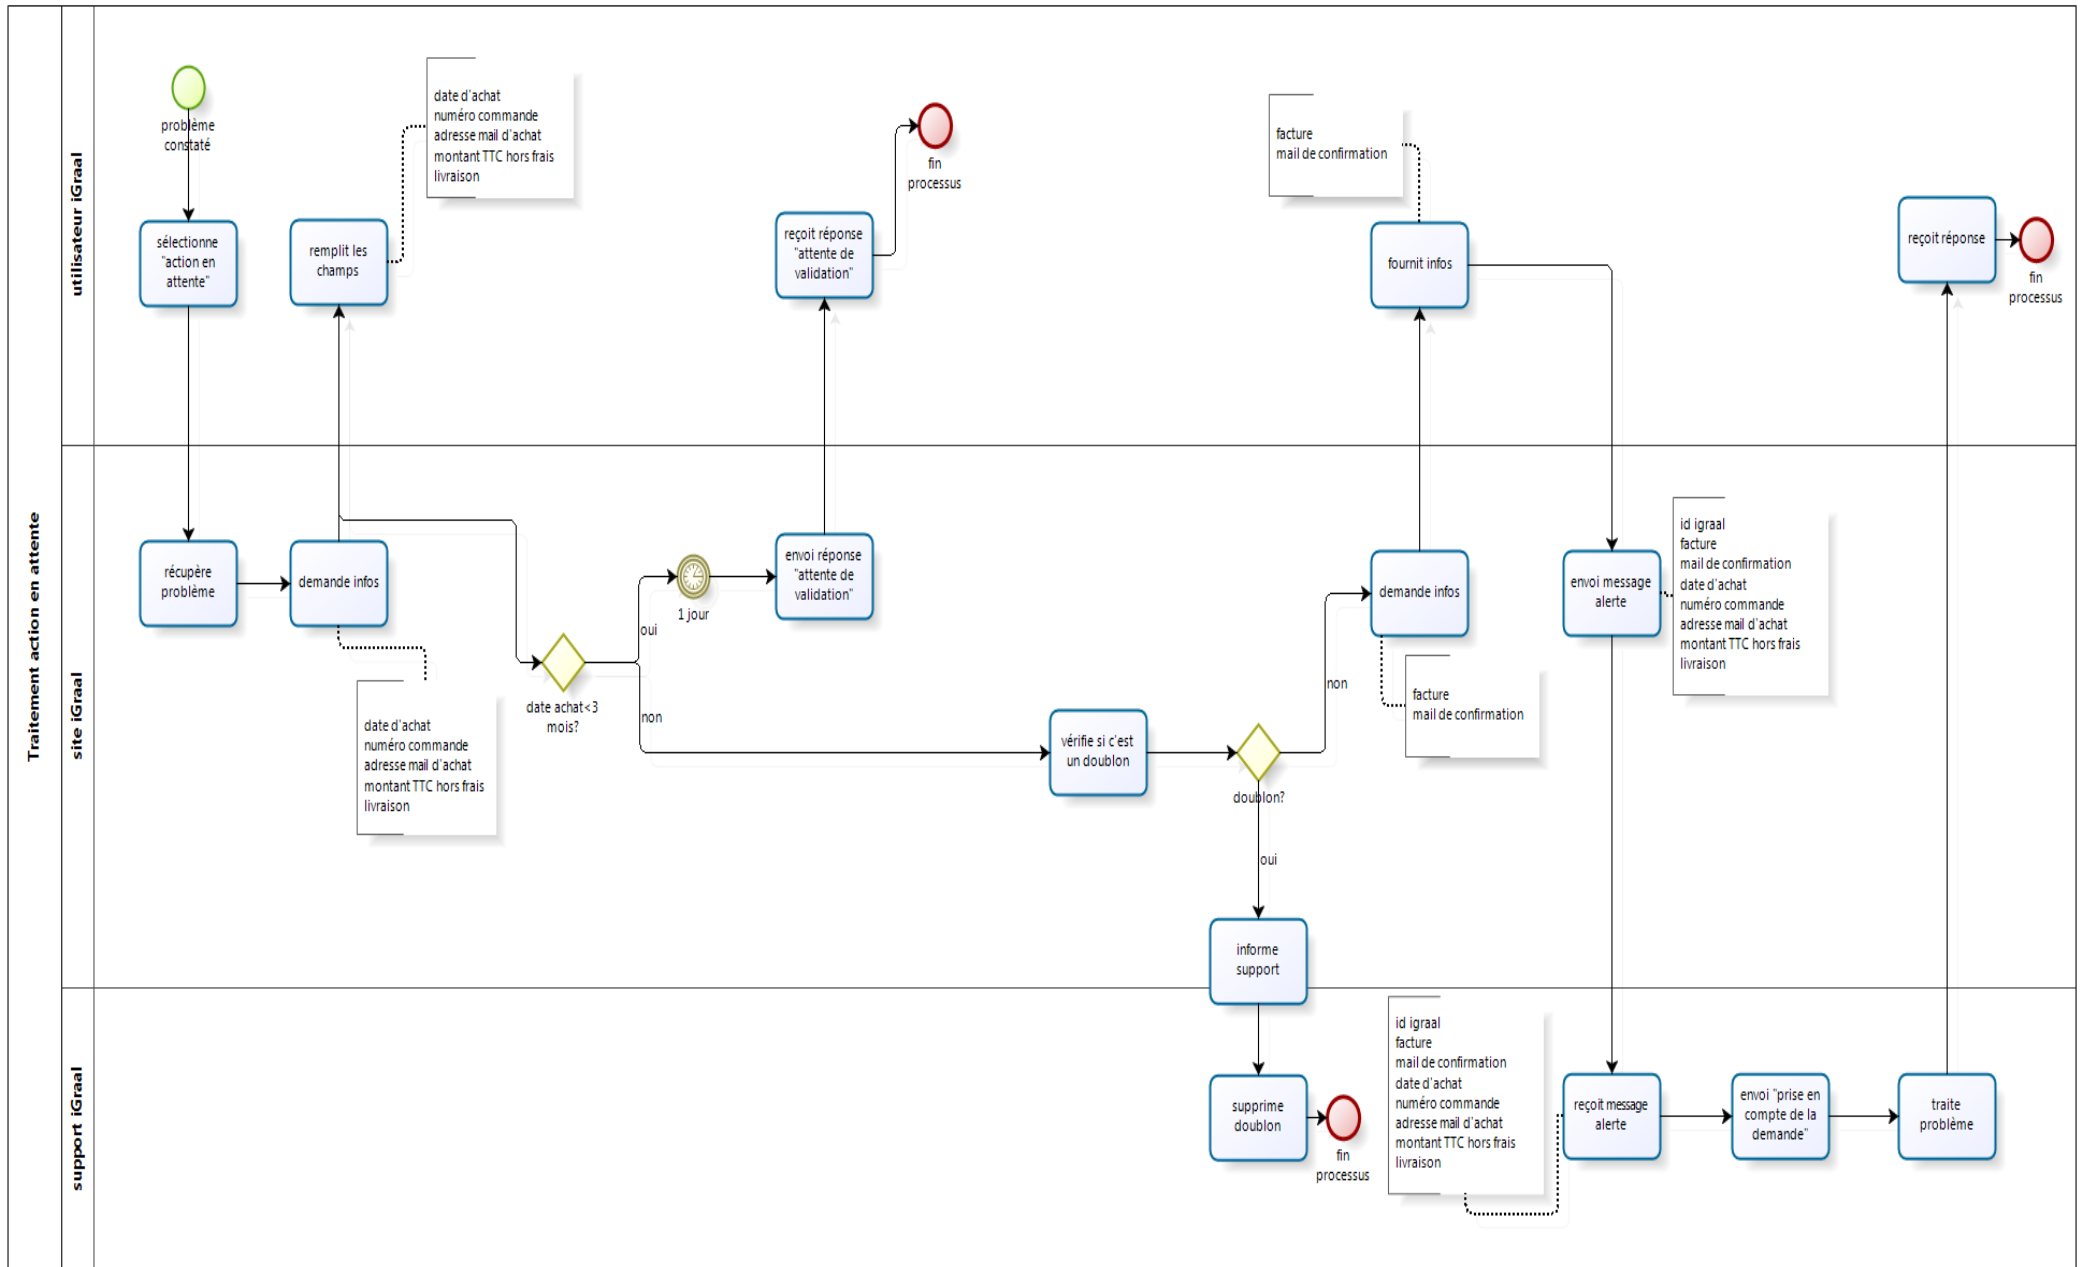 Traitement action en attente
utilisateur iGraal
problème
constaté
sélectionne
"action en
attente"
remplit les
champs
date d'achat
numéro commande
adresse mail d'achat
montant TTC hors frais
livraison
reçoit réponse
"attente de
validation"
fin
processus
facture
mail de confirmation
fournit infos
reçoit réponse
fin
processus
site iGraal
récupère
problème
demande infos
date d'achat
numéro commande
adresse mail d'achat
montant TTC hors frais
livraison
date achat<3
mois?
oui
non
1 jour
envoi réponse
"attente de
validation"
vérifie si c'est
un doublon
doublon?
non
oui
demande infos
facture
mail de confirmation
envoi message
alerte
id igraal
facture
mail de confirmation
date d'achat
numéro commande
adresse mail d'achat
montant TTC hors frais
livraison
informe
support
support iGraal
supprime
doublon
fin
processus
id igraal
facture
mail de confirmation
date d'achat
numéro commande
adresse mail d'achat
montant TTC hors frais
livraison
reçoit message
alerte
envoi "prise en
compte de la
demande"
traite
problème